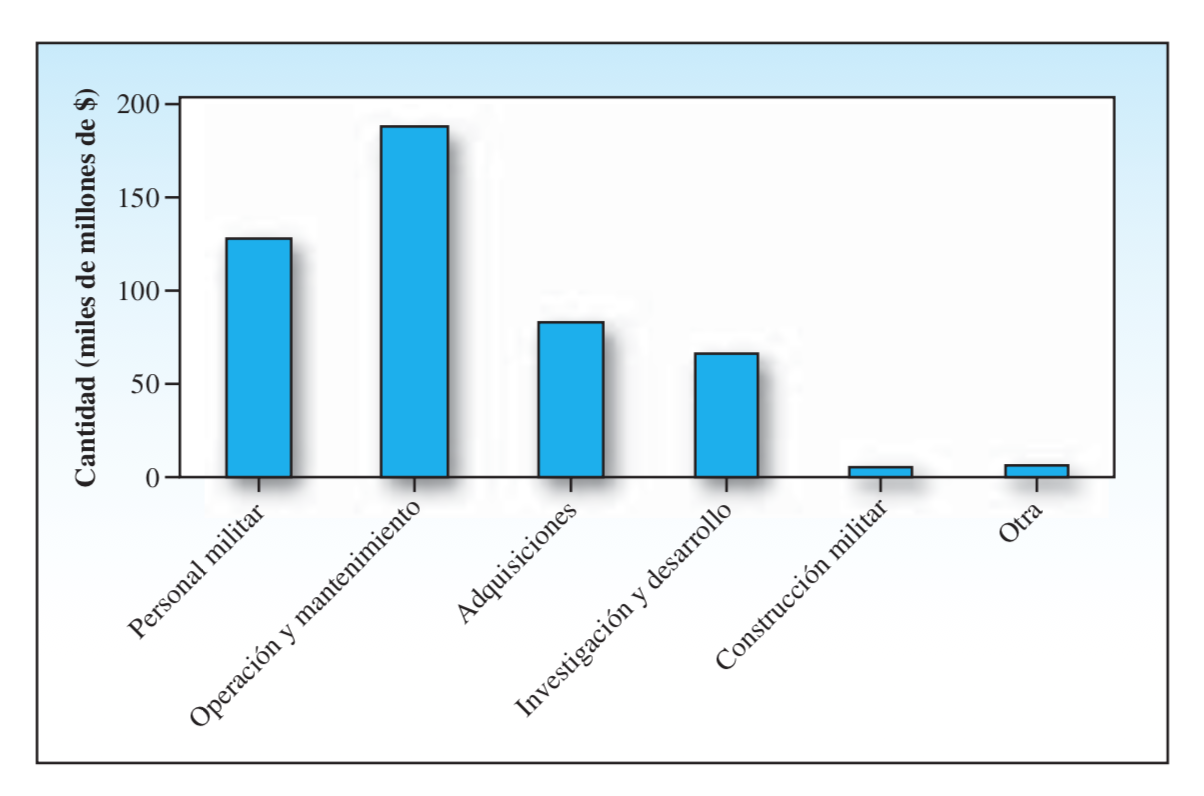 Cantidad (miles de millones de $)
200
150
100
50
0
Personal militar
Operación y mantenimiento
Adquisiciones
Investigación y desarrollo
Construcción militar
Otra